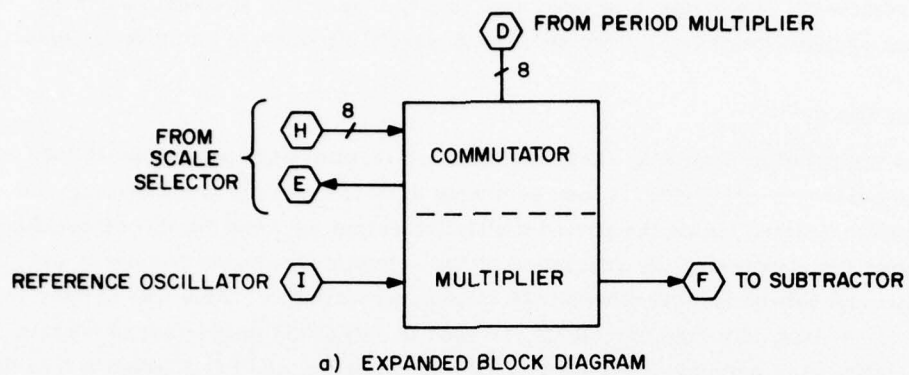 D FROM PERIOD MULTIPLIER
8
H 8
FROM
SCALE
SELECTOR
E
COMMUTATOR
REFERENCE OSCILLATOR I
MULTIPLIER
F TO SUBTRACTOR
a) EXPANDED BLOCK DIAGRAM